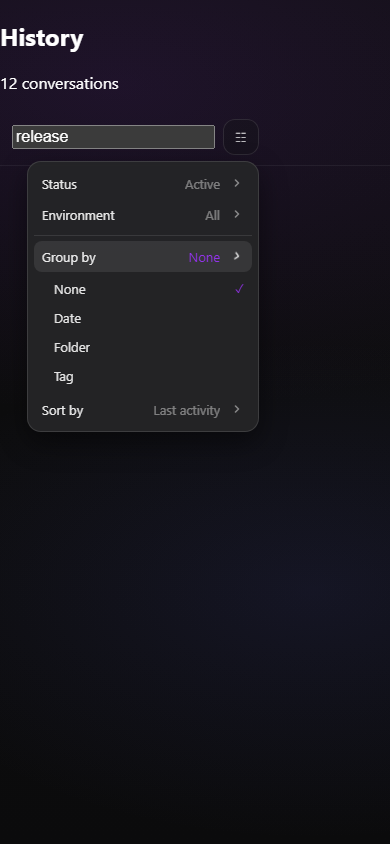 History
12 conversations
release
Status Active
Environment All
Group by None
None ✓
Date
Folder
Tag
Sort by Last activity